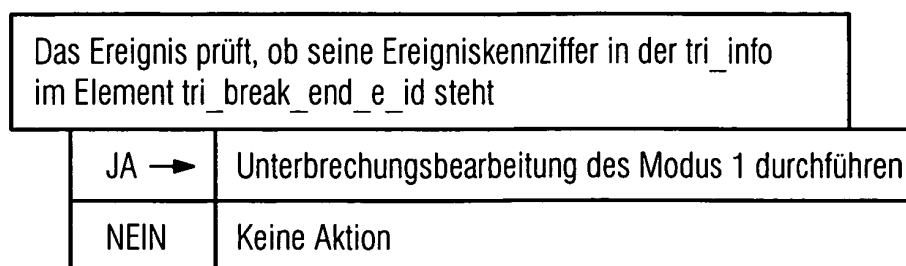 Das Ereignis prüft, ob seine Ereigniskennziffer in der tri_info
im Element tri_break_end_e_id steht
JA → Unterbrechungsbearbeitung des Modus 1 durchführen
NEIN Keine Aktion